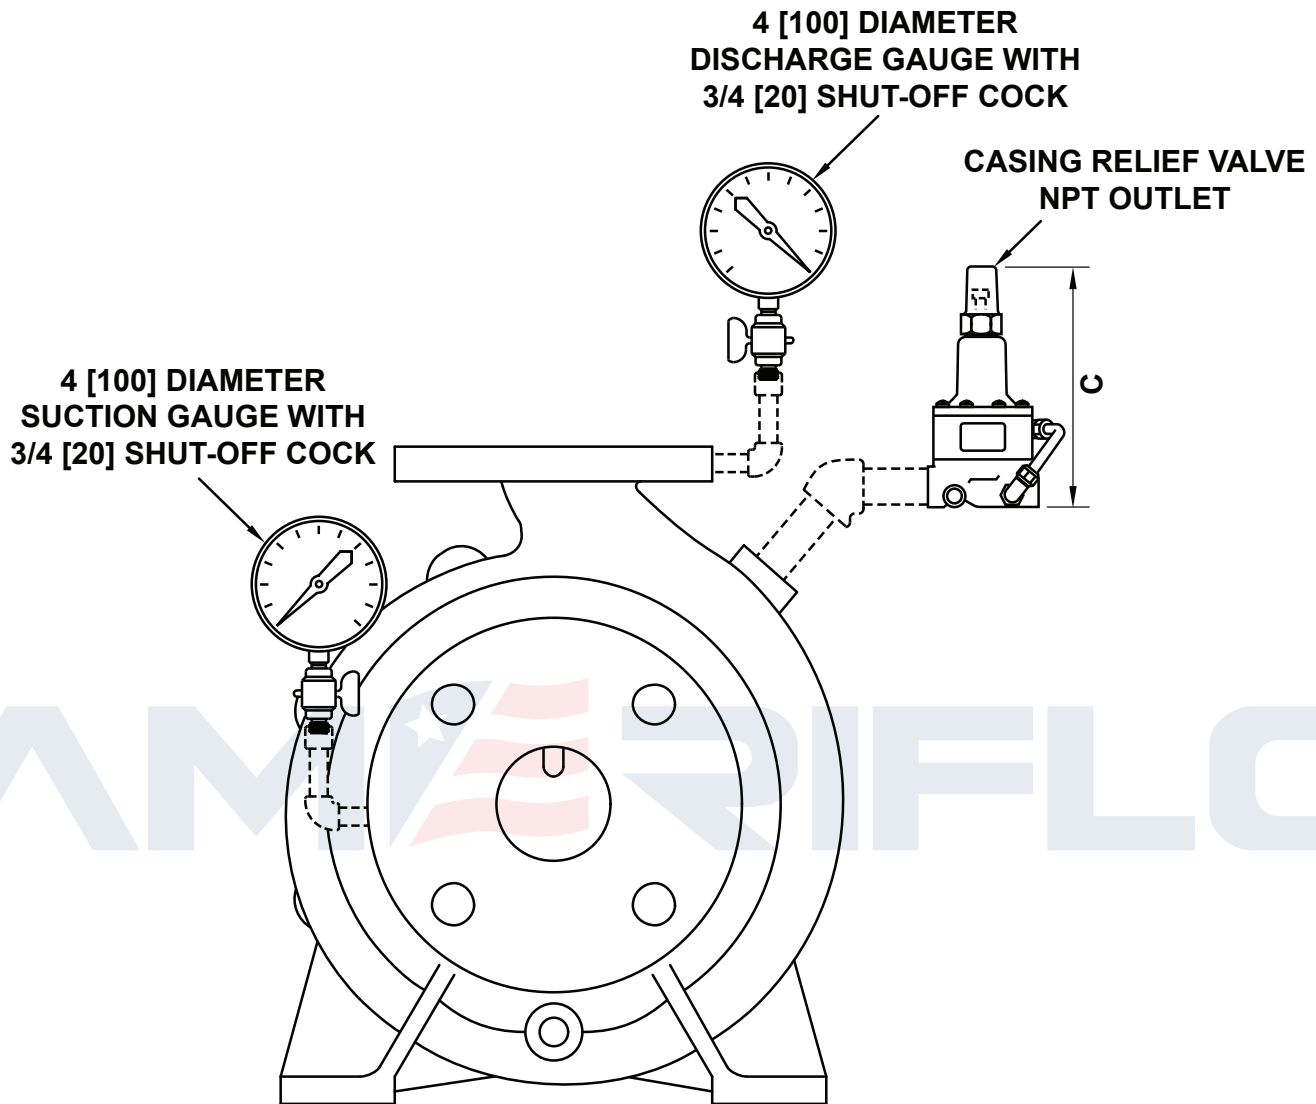 4 [100] DIAMETER
DISCHARGE GAUGE WITH
3/4 [20] SHUT-OFF COCK
CASING RELIEF VALVE
NPT OUTLET
C
4 [100] DIAMETER
SUCTION GAUGE WITH
3/4 [20] SHUT-OFF COCK
AMERIFLO